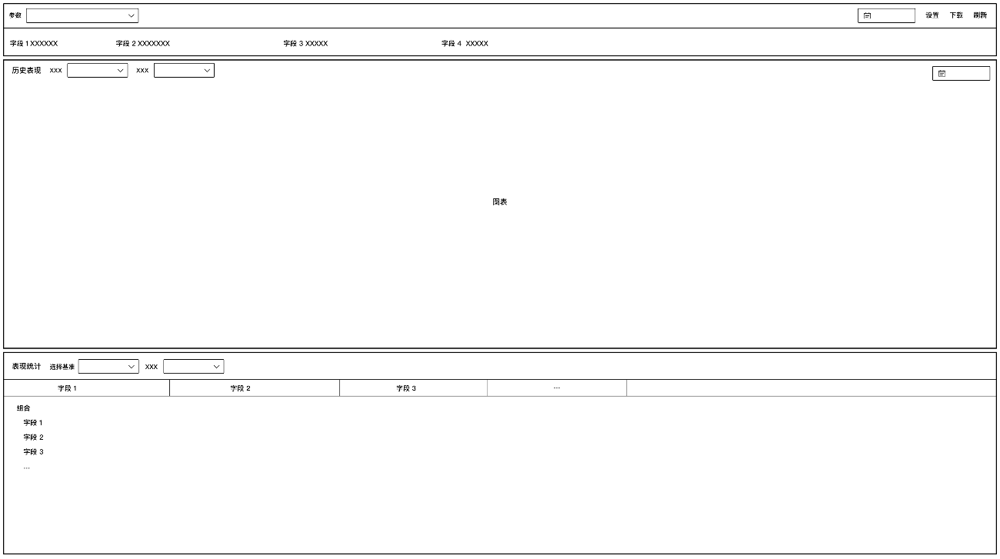 参数 设置 下载 刷新
字段 1 XXXXXX 字段 2 XXXXXXX 字段 3 XXXXX 字段 4 XXXXX
历史表现 XXX XXX
图表
表现统计 选择基准 XXX
字段 1 字段 2 字段 3 ...
组合
字段 1
字段 2
字段 3
...